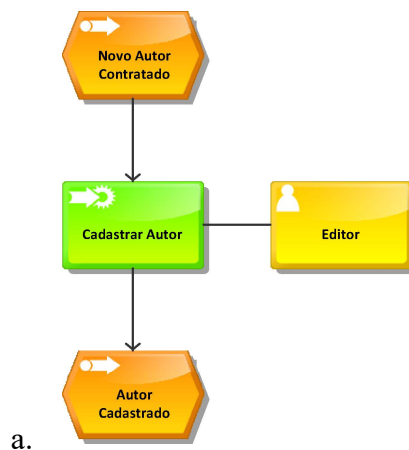 Novo Autor
Contratado
Cadastrar Autor
Editor
Autor
Cadastrado
a.